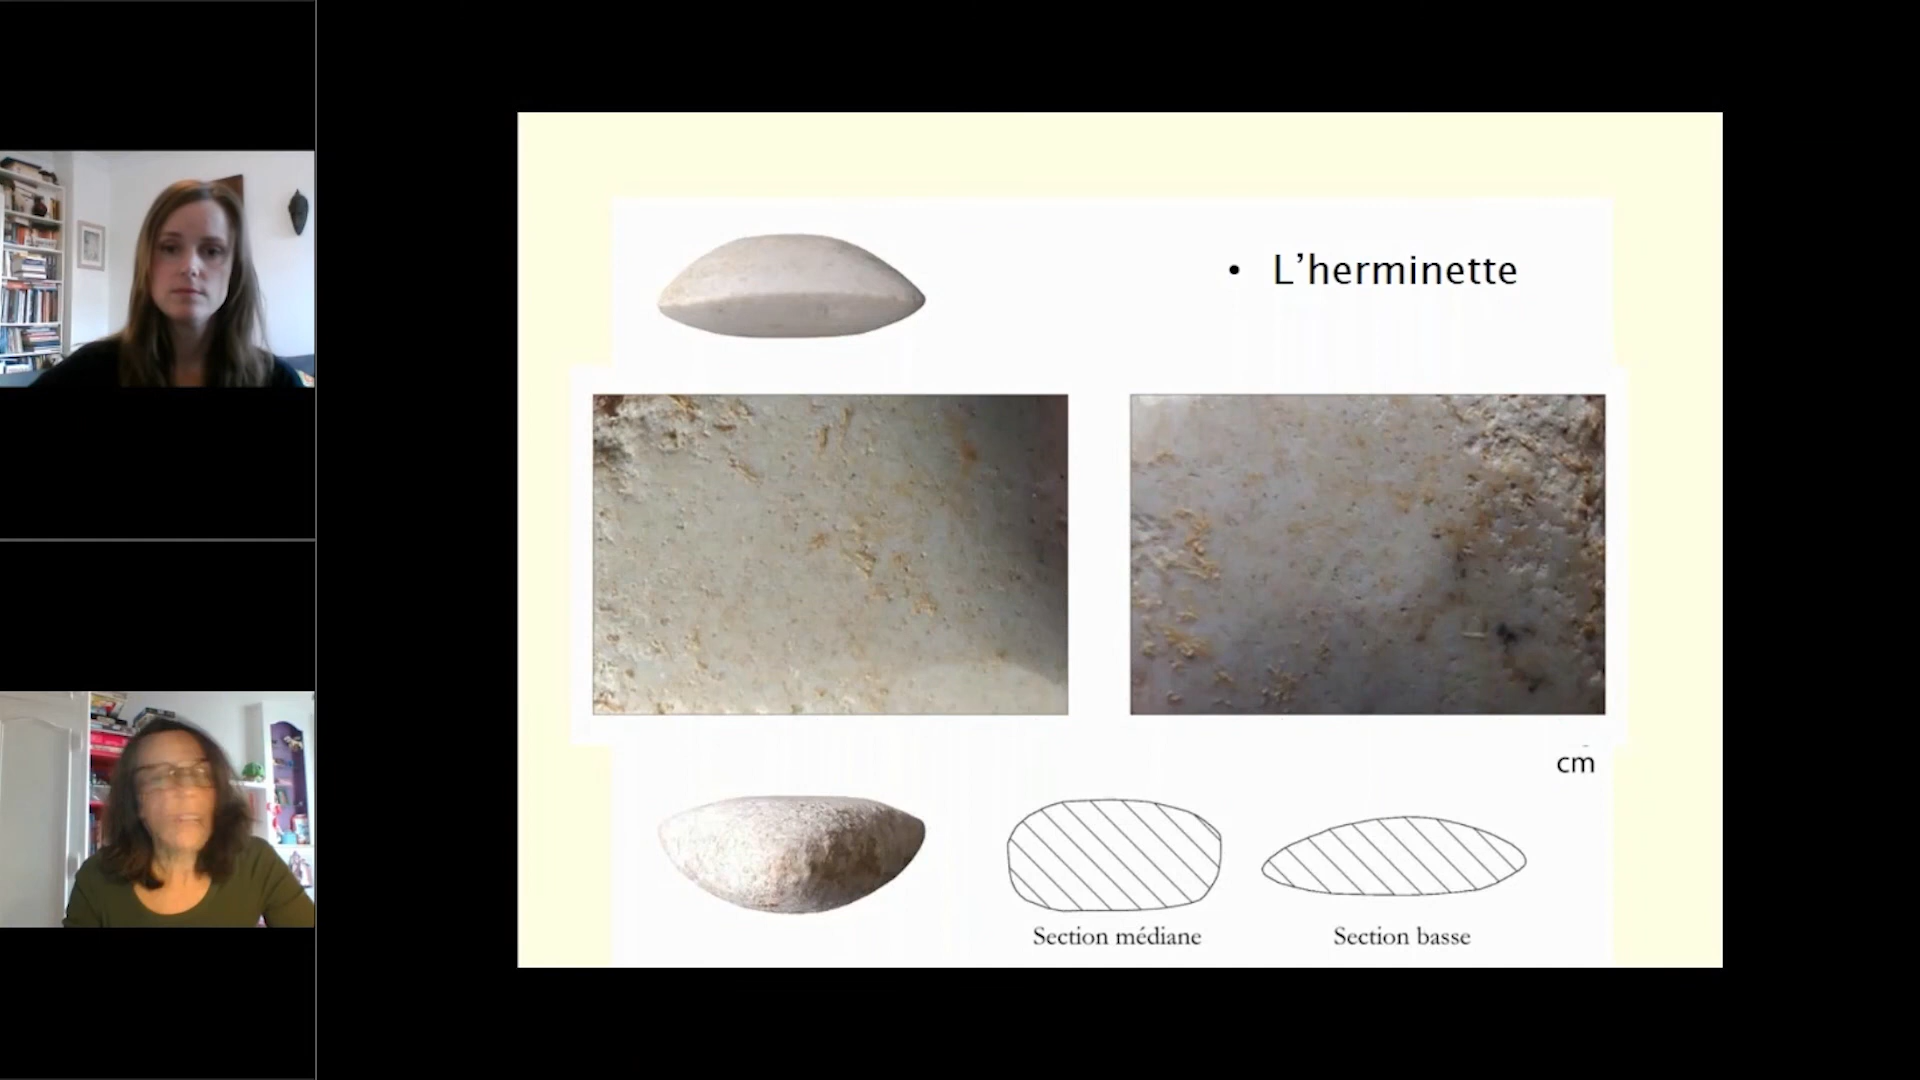 • L’herminette
cm
Section médiane
Section basse